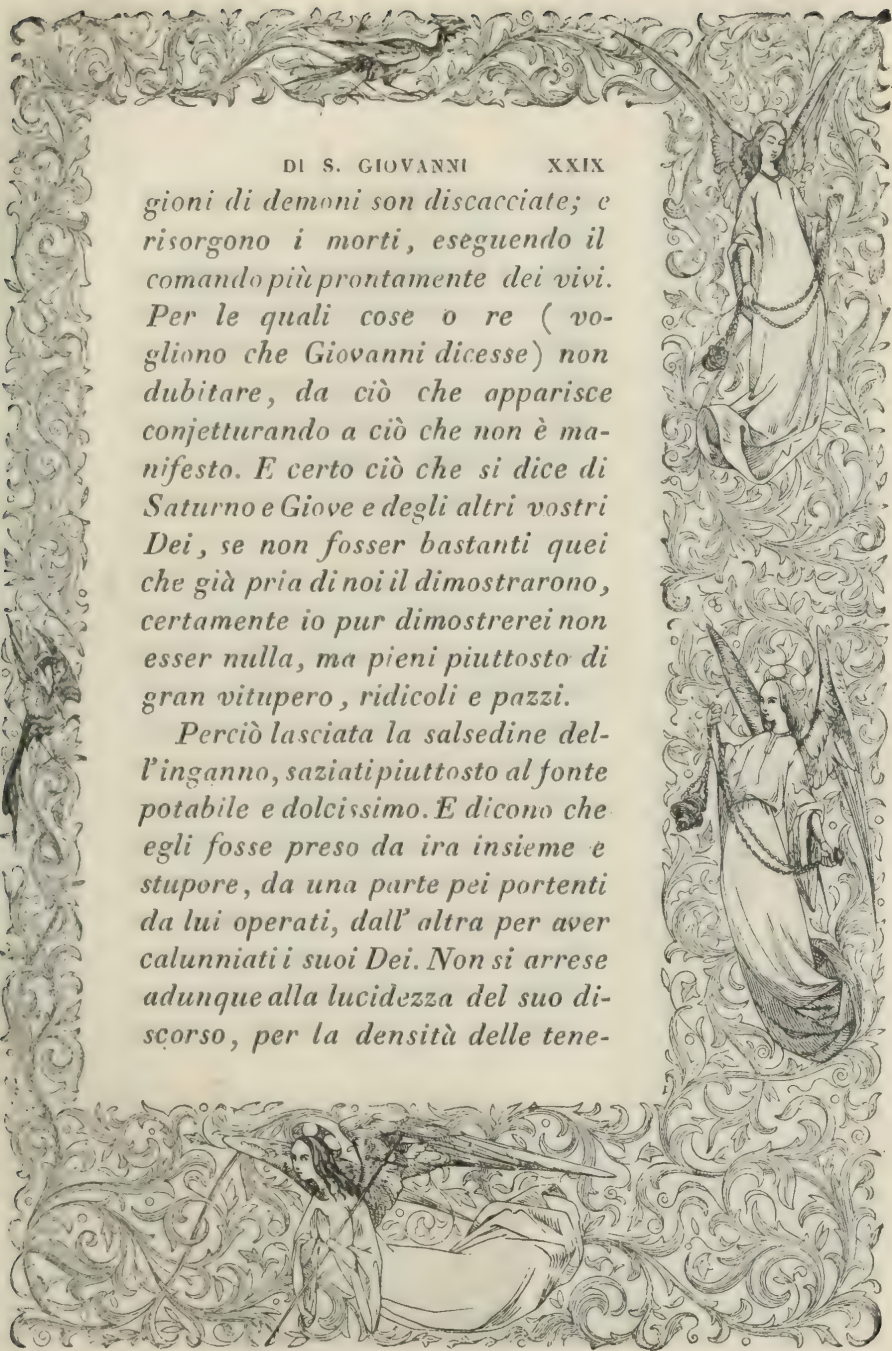 DI S. GIOVANNI XXIX
gioni di demoni son discacciate; e
risorgono i morti, eseguendo il
comando più prontamente dei vivi.
Per le quali cose o re ( vo-
gliono che Giovanni dicesse) non
dubitare, da ciò che apparisce
conjetturando a ciò che non è ma-
nifesto. E certo ciò che si dice di
Saturno e Giove e degli altri vostri
Dei, se non fosser bastanti quei
che già pria di noi il dimostrarono,
certamente io pur dimostrerei non
esser nulla, ma pieni piuttosto di
gran vitupero, ridicoli e pazzi.
Perciò lasciata la salsedine del-
l'inganno, saziati piuttosto al fonte
potabile e dolcissimo. E dicono che
egli fosse preso da ira insieme e
stupore, da una parte pei portenti
da lui operati, dall' altra per aver
calunniati i suoi Dei. Non si arrese
adunque alla lucidezza del suo di-
scorso, per la densità delle tene-